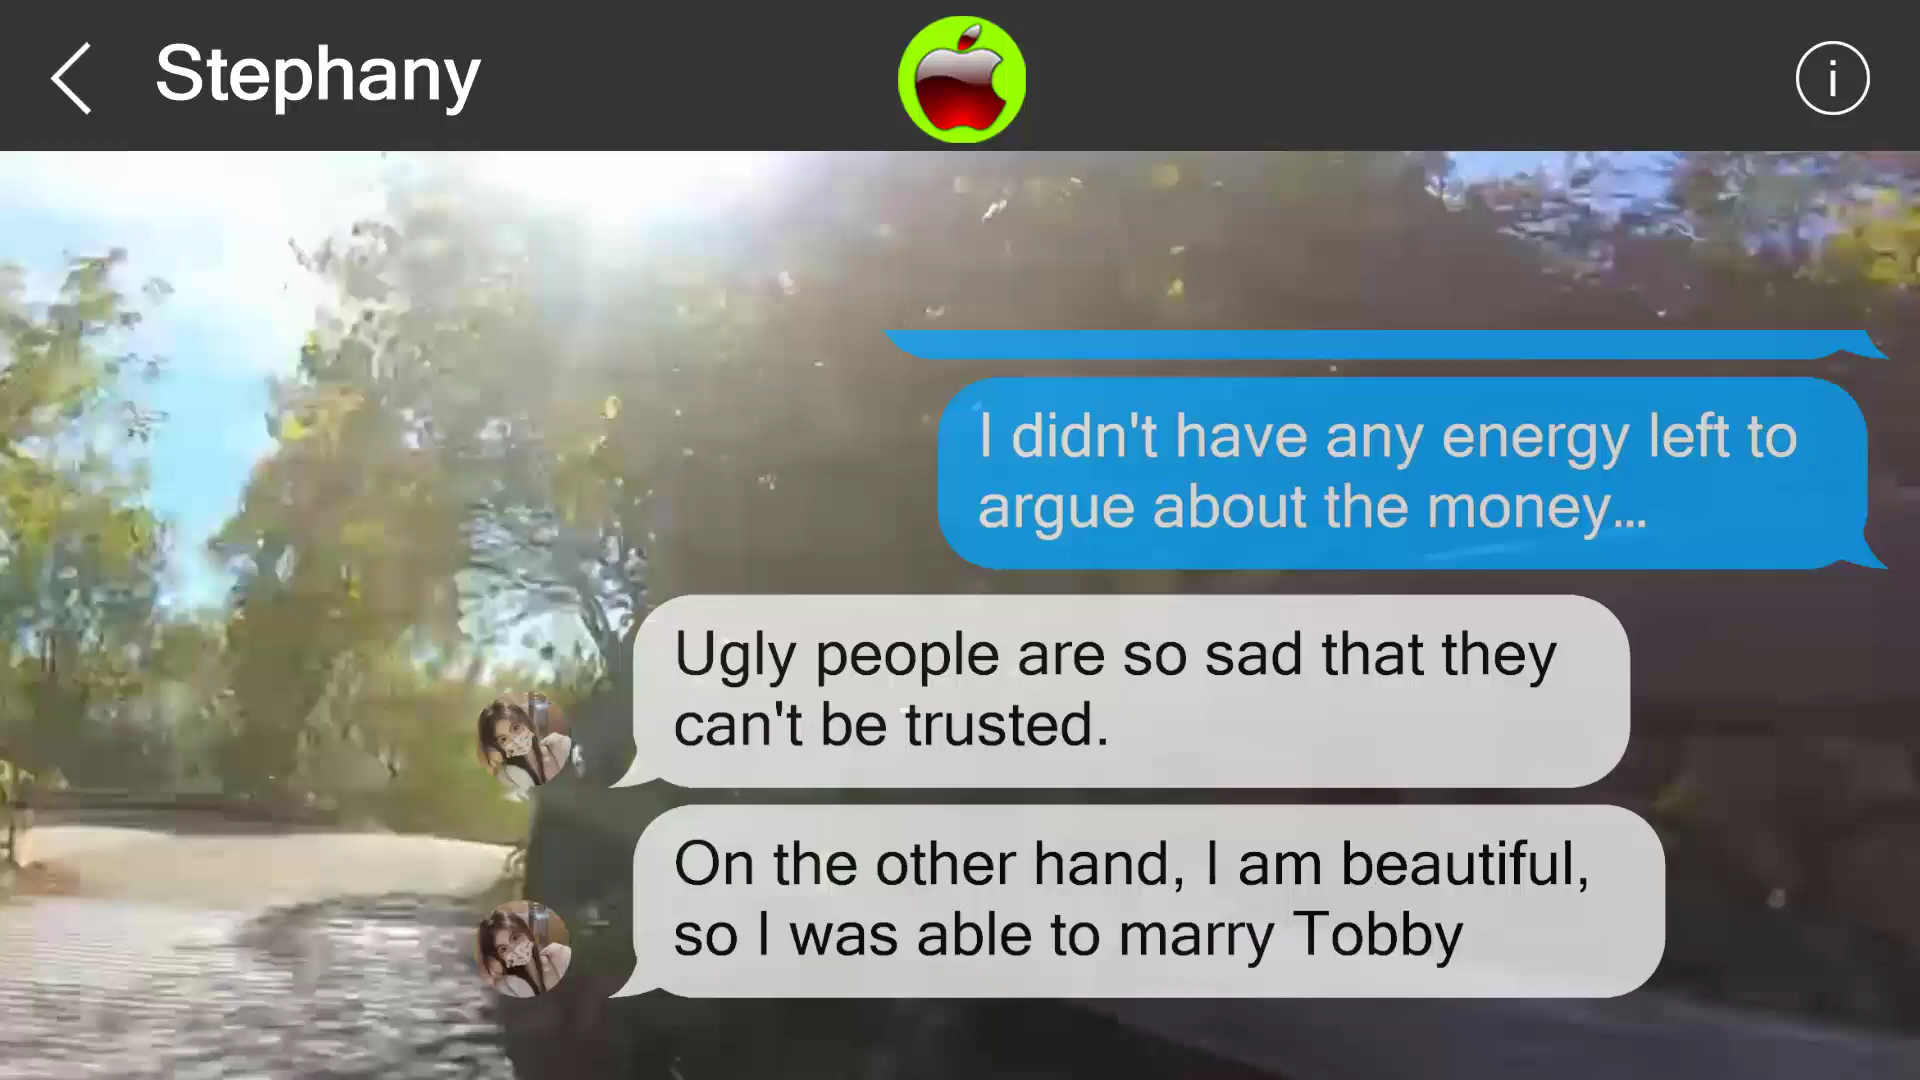 Stephany
I didn't have any energy left to
argue about the money...
Ugly people are so sad that they
can't be trusted.
On the other hand, I am beautiful,
so I was able to marry Tobby